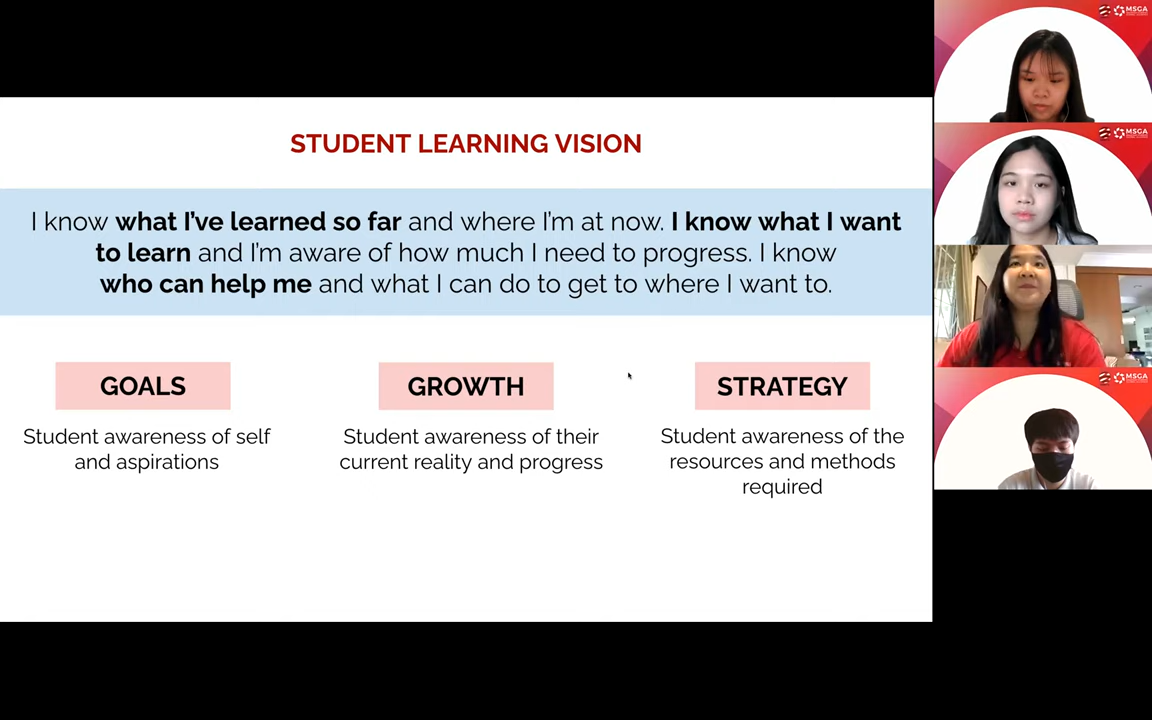 STUDENT LEARNING VISION
I know what I've learned so far and where I'm at now. I know what I want
to learn and I'm aware of how much I need to progress. I know
who can help me and what I can do to get to where I want to.
GOALS
Student awareness of self
and aspirations
GROWTH
Student awareness of their
current reality and progress
STRATEGY
Student awareness of the
resources and methods
required
MSGA
MSGA
MSGA